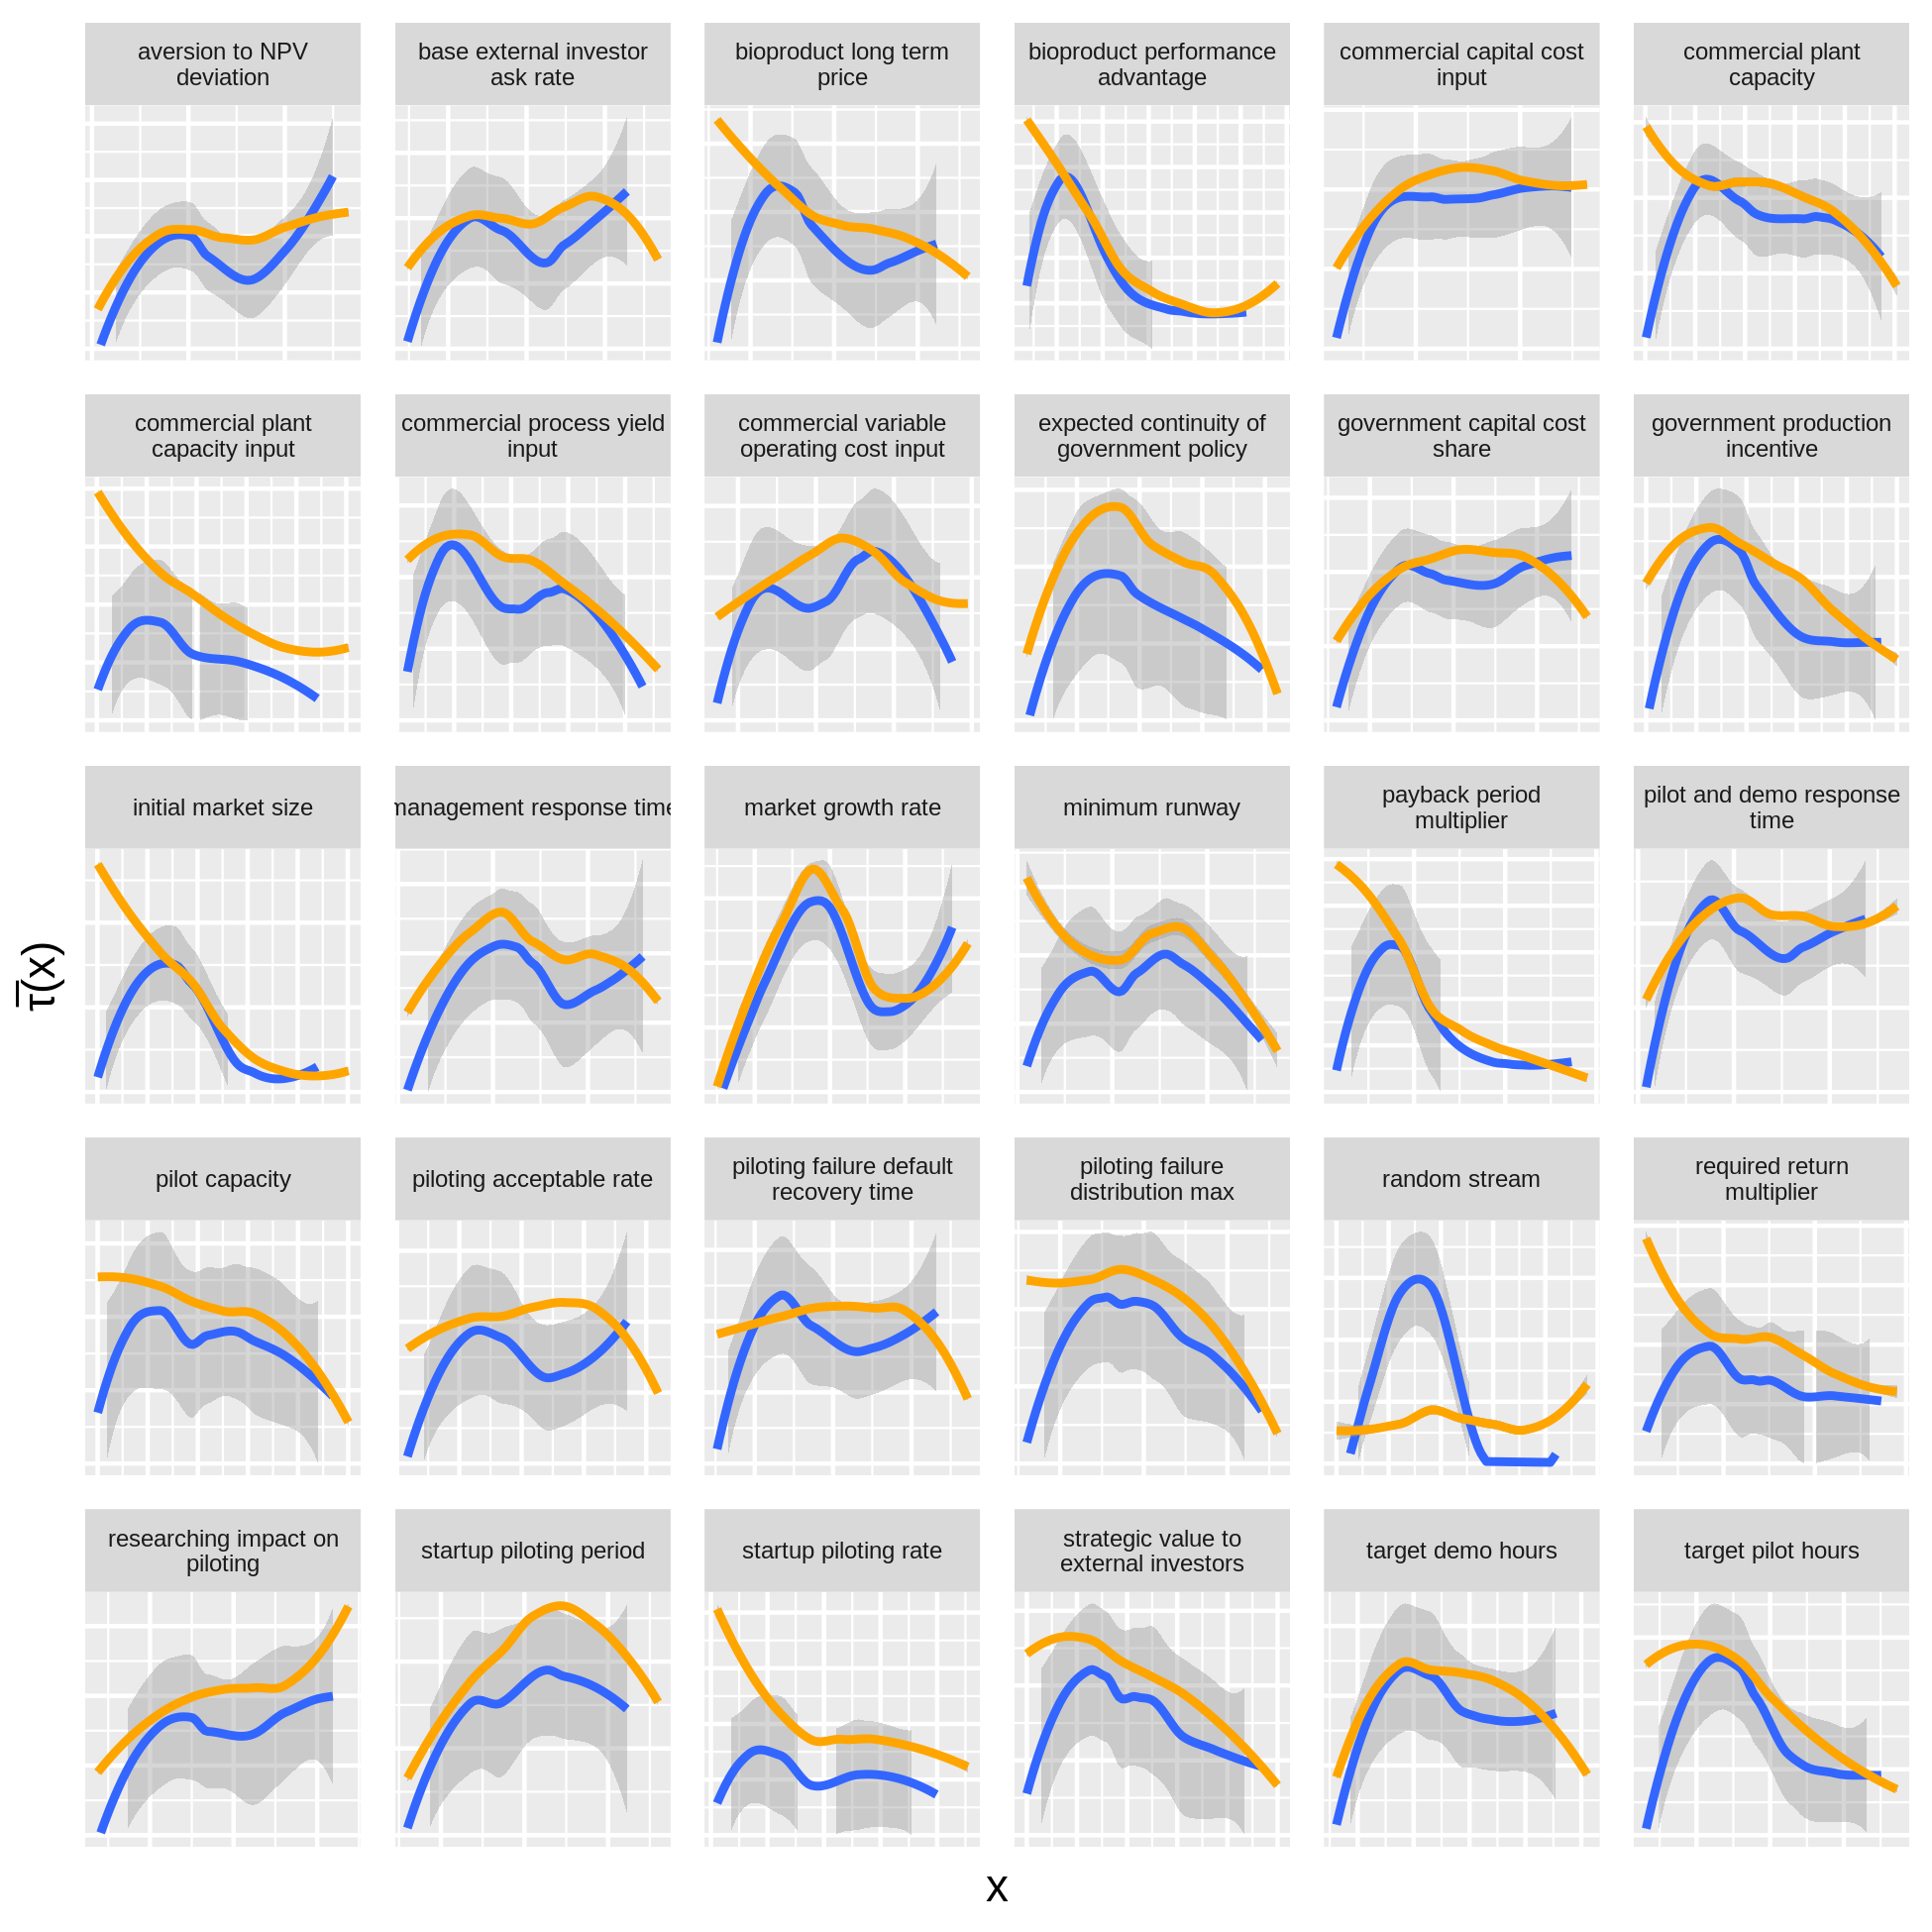 aversion to NPV
deviation
base external investor
ask rate
bioproduct long term
price
bioproduct performance
advantage
commercial capital cost
input
commercial plant
capacity
commercial plant
capacity input
commercial process yield
input
commercial variable
operating cost input
expected continuity of
government policy
government capital cost
share
government production
incentive
initial market size
management response time
market growth rate
minimum runway
payback period
multiplier
pilot and demo response
time
pilot capacity
piloting acceptable rate
piloting failure default
recovery time
piloting failure
distribution max
random stream
required return
multiplier
researching impact on
piloting
startup piloting period
startup piloting rate
strategic value to
external investors
target demo hours
target pilot hours
τ̅(x)
x